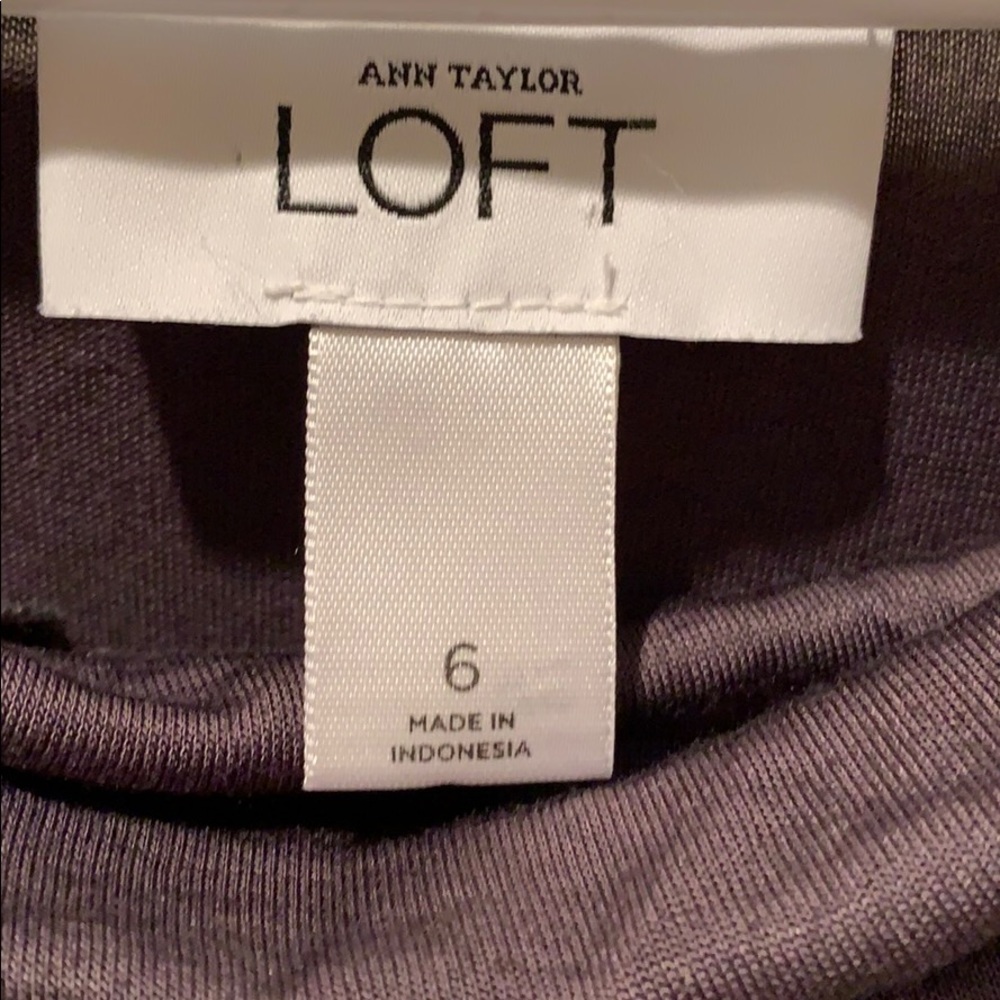 ANN TAYLOR
LOFT
6
MADE IN
INDONESIA